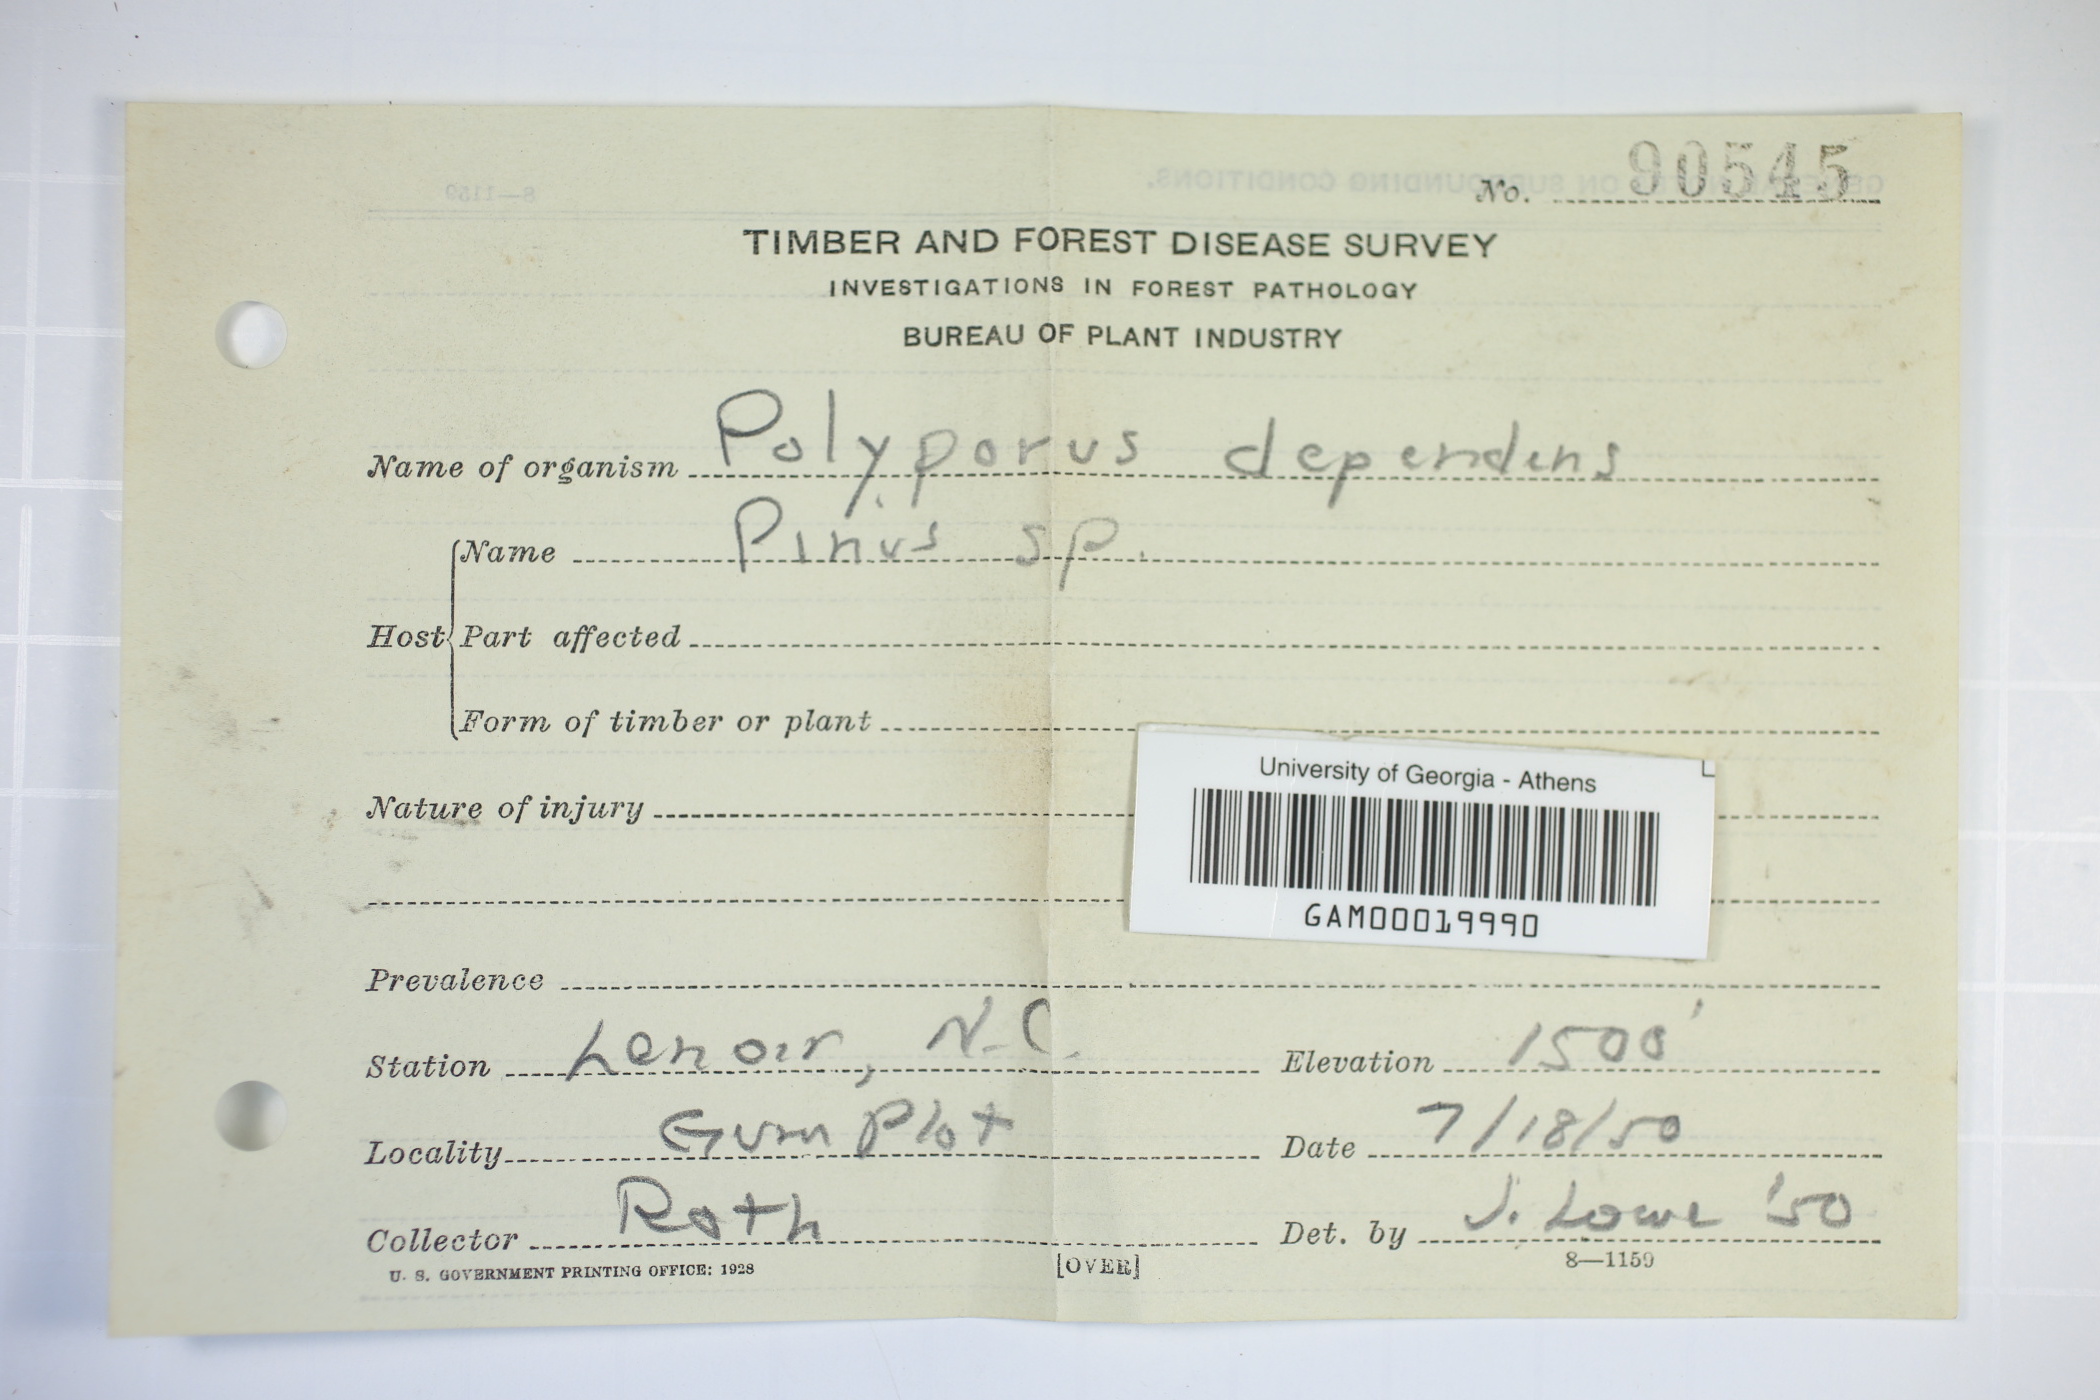 No. 90545
TIMBER AND FOREST DISEASE SURVEY
INVESTIGATIONS IN FOREST PATHOLOGY
BUREAU OF PLANT INDUSTRY
Name of organism Polyporus dependens
Host Name Pinus sp.
Part affected
Form of timber or plant
University of Georgia - Athens
Nature of injury
GAM00019990
Prevalence
Station Lenoir, N.C. Elevation 1500'
Locality Gum Plot Date 7/18/50
Collector Roth Det. by J. Lowe '50
U. S. GOVERNMENT PRINTING OFFICE: 1928 [OVER] 8—1159